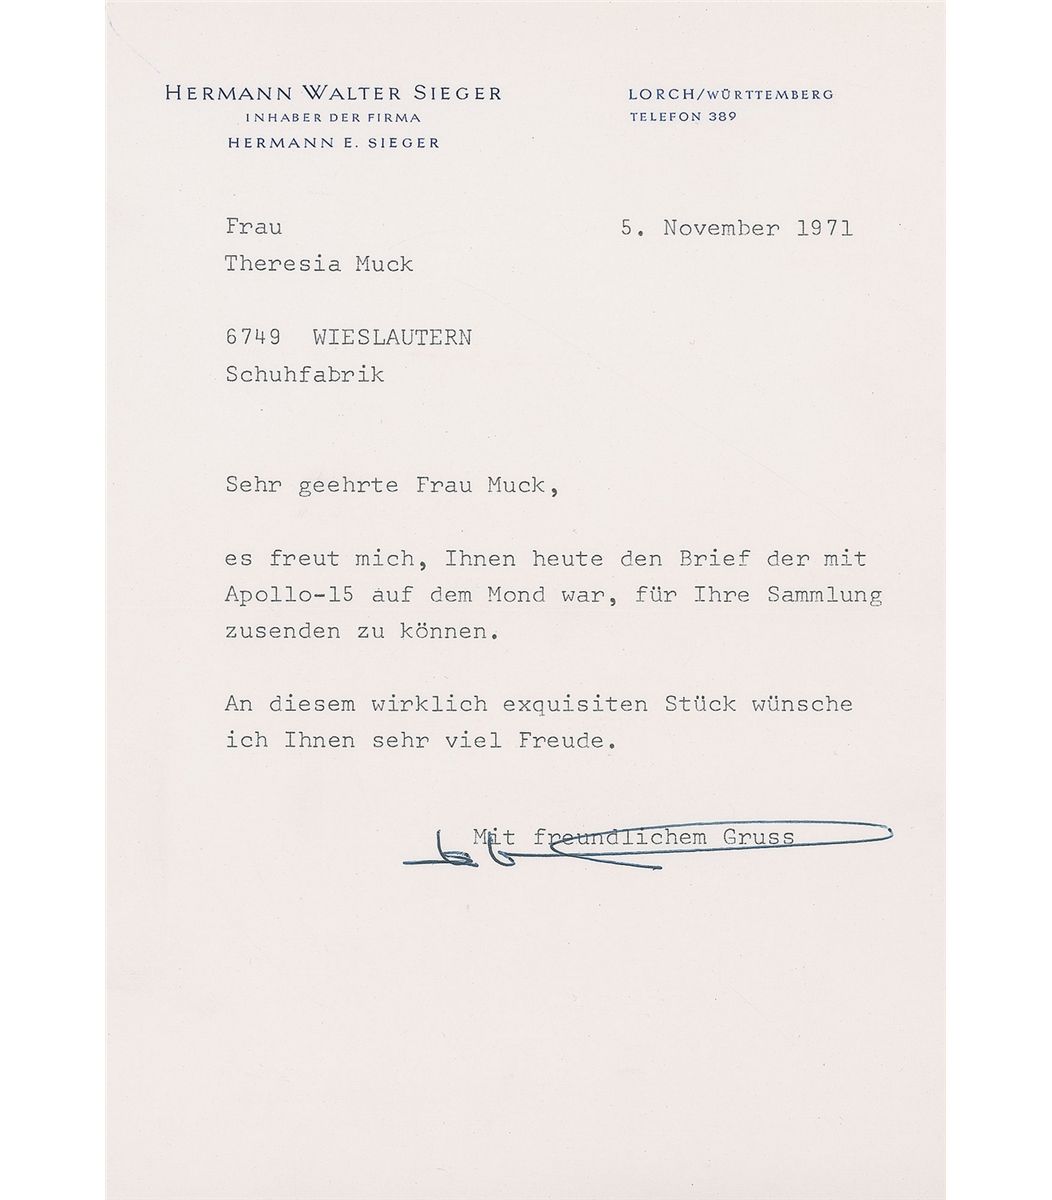 HERMANN WALTER SIEGER
INHABER DER FIRMA
HERMANN E. SIEGER
LORCH/WÜRTTEMBERG
TELEFON 389
Frau
5. November 1971
Theresia Muck
6749 WIESLAUTERN
Schuhfabrik
Sehr geehrte Frau Muck,
es freut mich, Ihnen heute den Brief der mit
Apollo-15 auf dem Mond war, für Ihre Sammlung
zusenden zu können.
An diesem wirklich exquisiten Stück wünsche
ich Ihnen sehr viel Freude.
Mit freundlichem Gruss